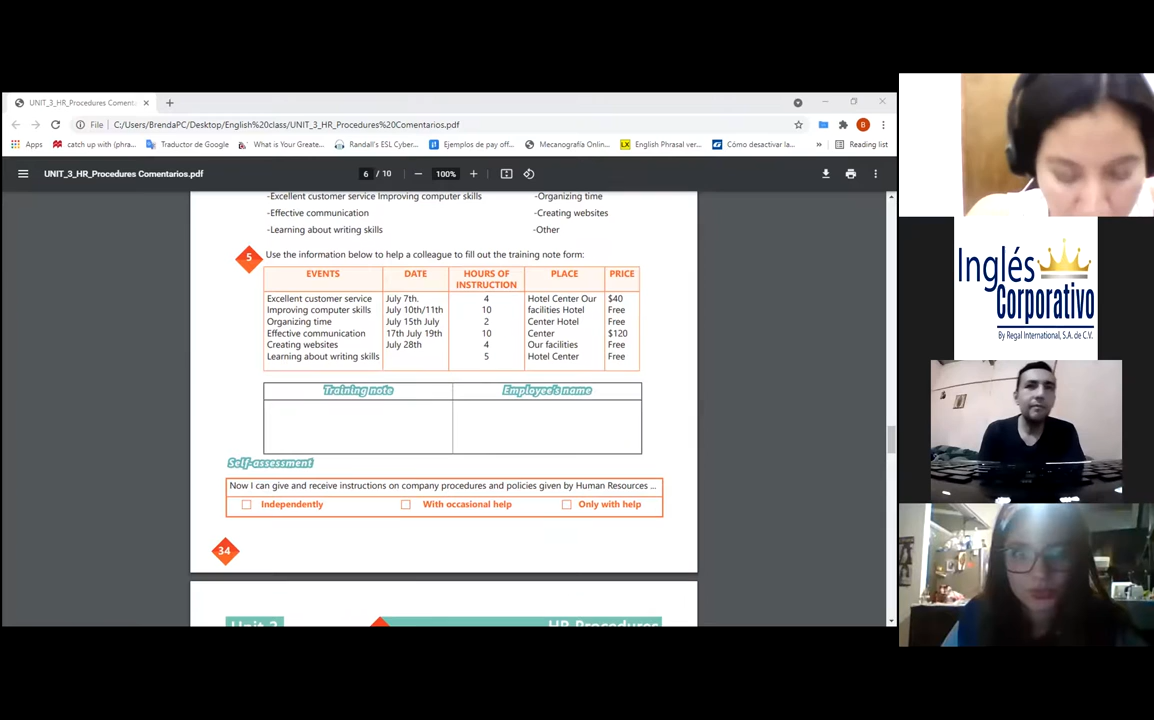 UNIT_3_HR_Procedures Comenta
File C:/Users/BrendaPC/Desktop/English%20class/UNIT_3_HR_Procedures%20Comentarios.pdf
Apps catch up with (phra... Traductor de Google What is Your Greate... Randall's ESL Cyber... Ejemplos de pay off... Mecanografía Onlin... LX English Phrasal ver... Cómo desactivar la... » Reading list
UNIT_3_HR_Procedures Comentarios.pdf 6 / 10 — 100% +
-Excellent customer service Improving computer skills -Organizing time
-Effective communication -Creating websites
-Learning about writing skills -Other
5 Use the information below to help a colleague to fill out the training note form:
EVENTS DATE HOURS OF INSTRUCTION PLACE PRICE
Excellent customer service July 7th. 4 Hotel Center Our $40
Improving computer skills July 10th/11th 10 facilities Hotel Free
Organizing time July 15th July 2 Center Hotel Free
Effective communication 17th July 19th 10 Center $120
Creating websites July 28th 4 Our facilities Free
Learning about writing skills 5 Hotel Center Free
Training note Employee's name
Self-assessment
Now I can give and receive instructions on company procedures and policies given by Human Resources ...
Independently With occasional help Only with help
34
Unit 3 HR Procedures
Inglés
Corporativo
By Regal International, S.A. de C.V.